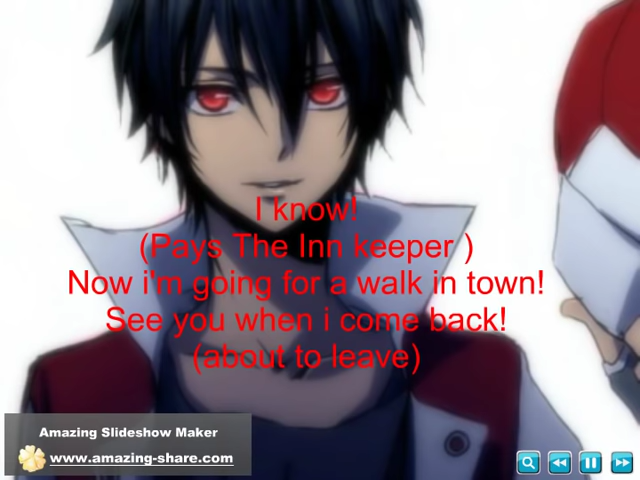 I know!
(Pays The Inn keeper )
Now i'm going for a walk in town!
See you when i come back!
(about to leave)
Amazing Slideshow Maker
www.amazing-share.com